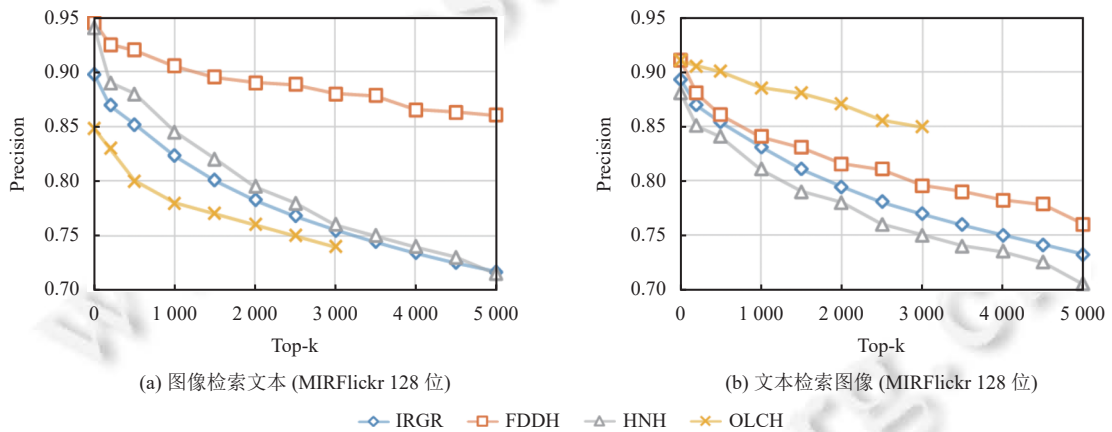 0.95
0.90
0.85
0.80
0.75
0.70
Precision
0 1 000 2 000 3 000 4 000 5 000
Top-k
(a) 图像检索文本 (MIRFlickr 128 位)
0.95
0.90
0.85
0.80
0.75
0.70
Precision
0 1 000 2 000 3 000 4 000 5 000
Top-k
(b) 文本检索图像 (MIRFlickr 128 位)
IRGR FDDH HNH OLCH